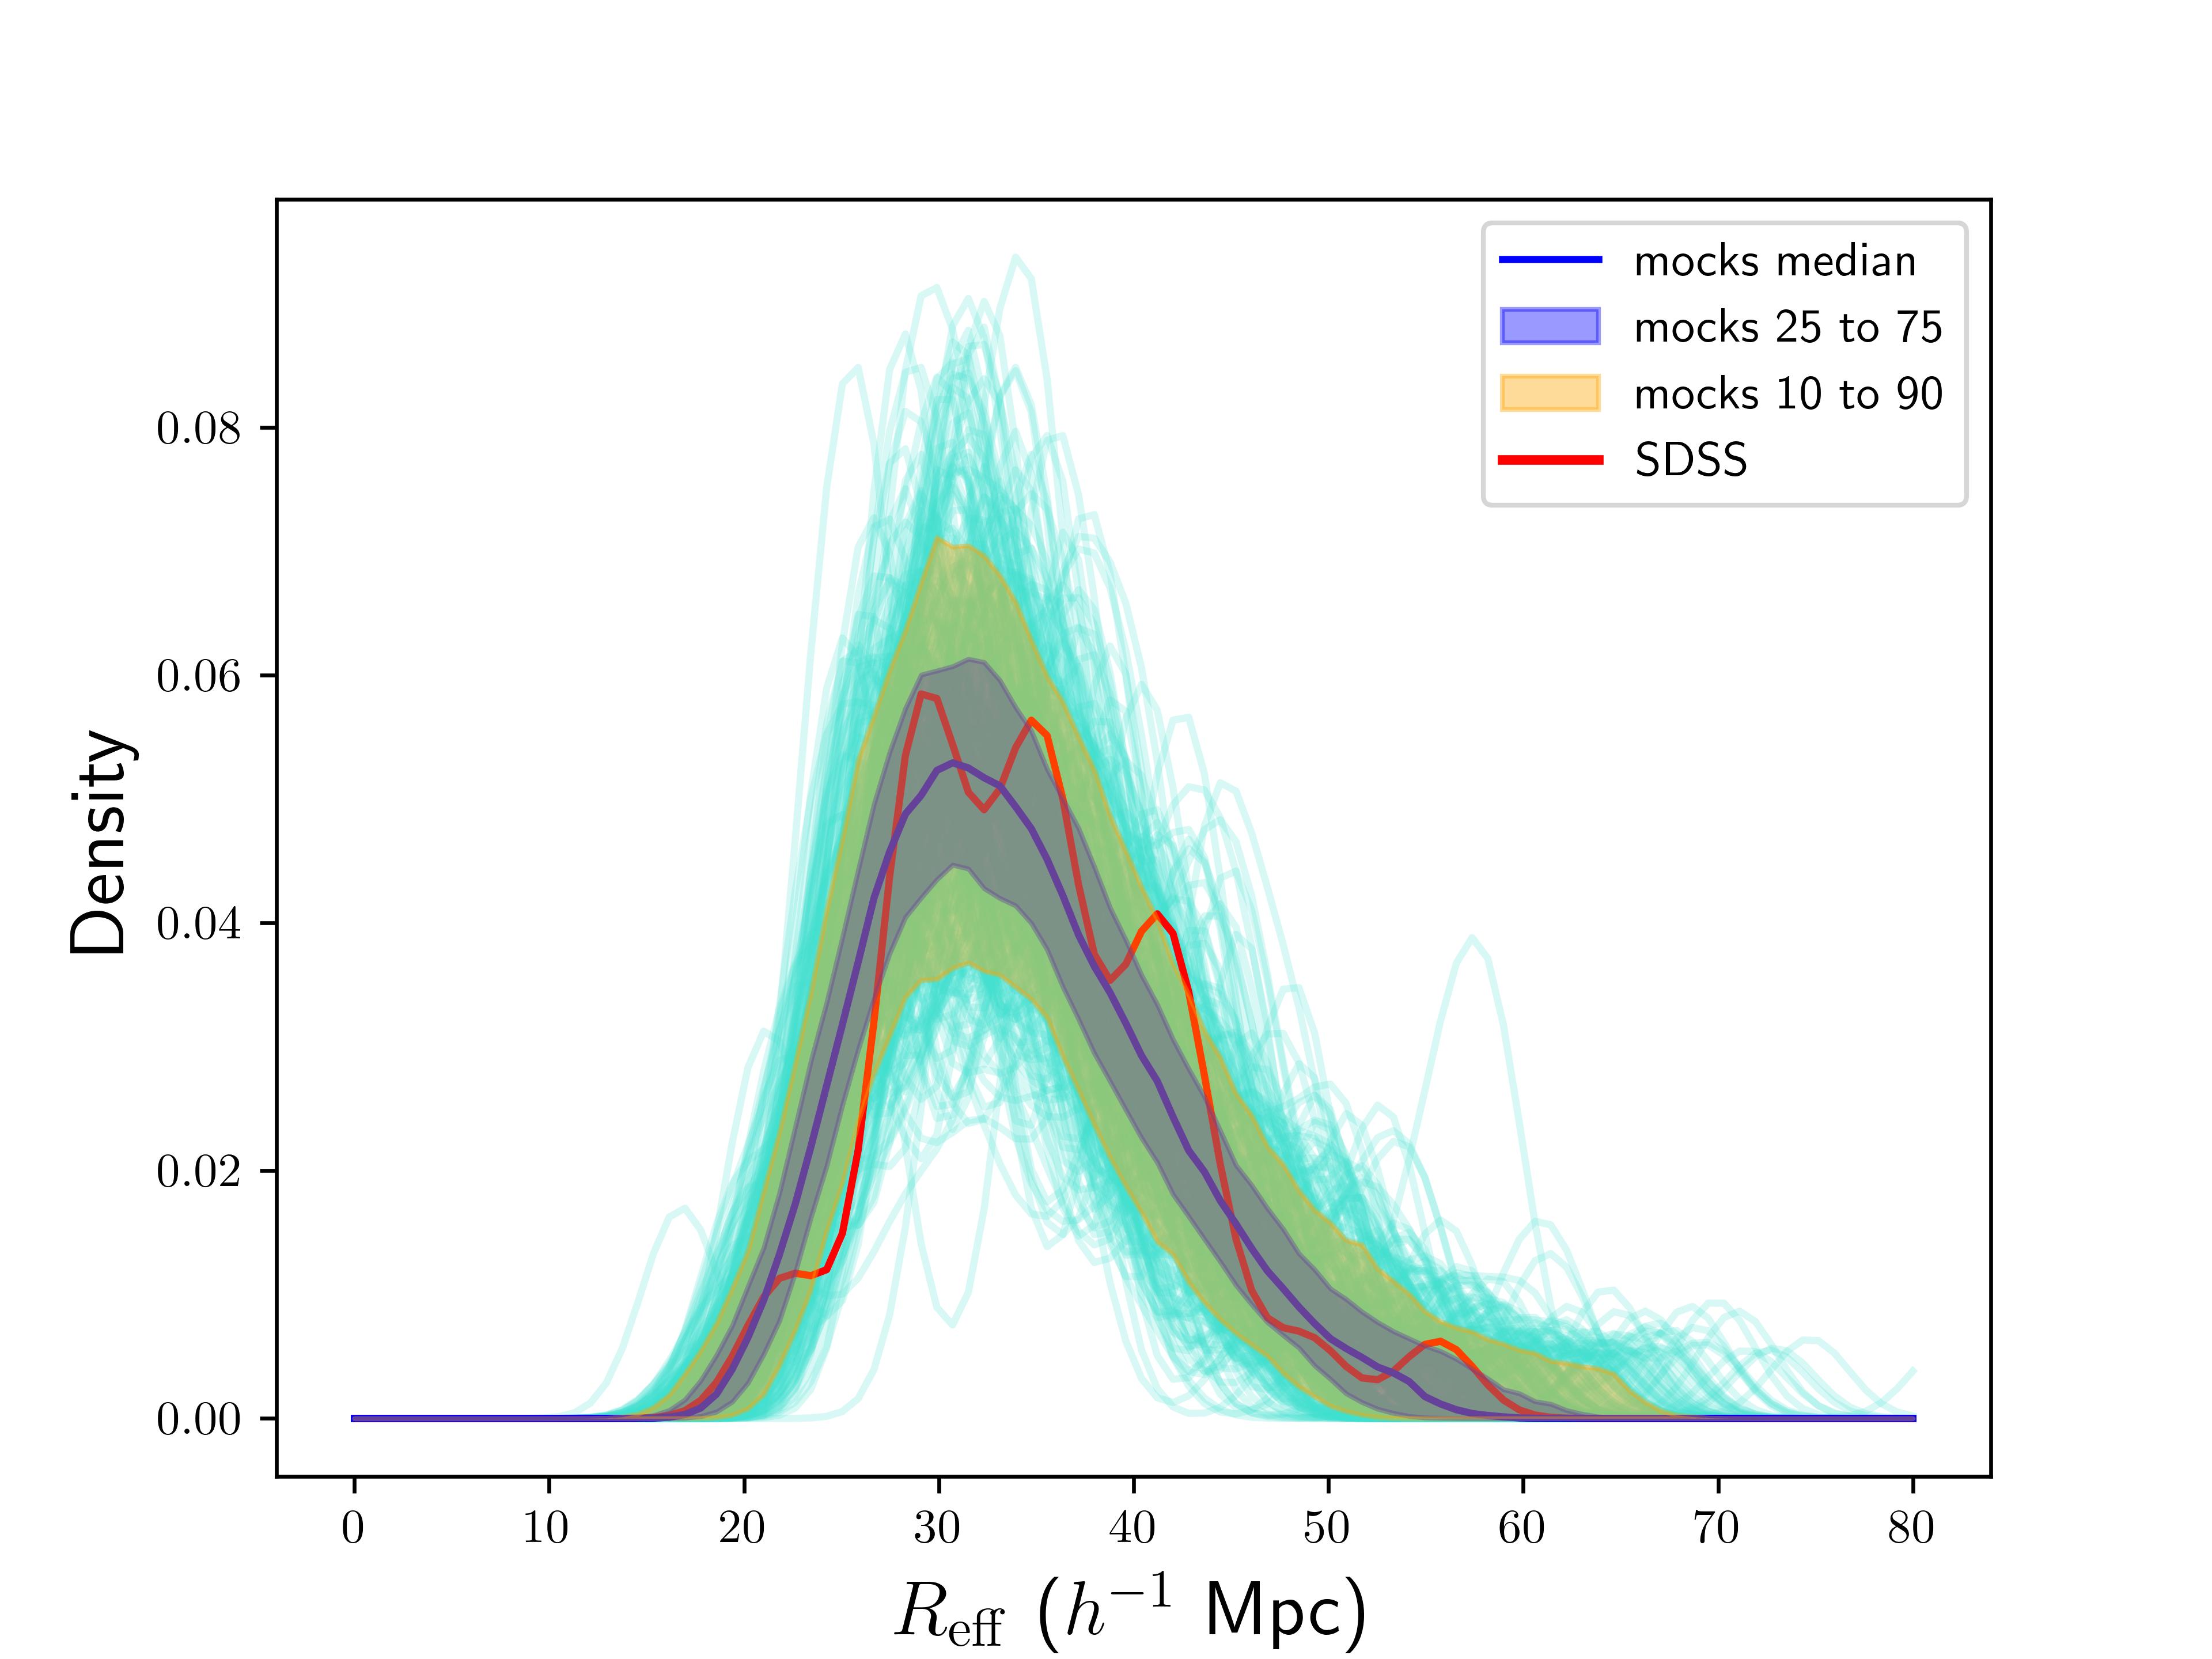 mocks median
mocks 25 to 75
mocks 10 to 90
SDSS
Density
0.08
0.06
0.04
0.02
0.00
0 10 20 30 40 50 60 70 80
R_eff (h⁻¹ Mpc)